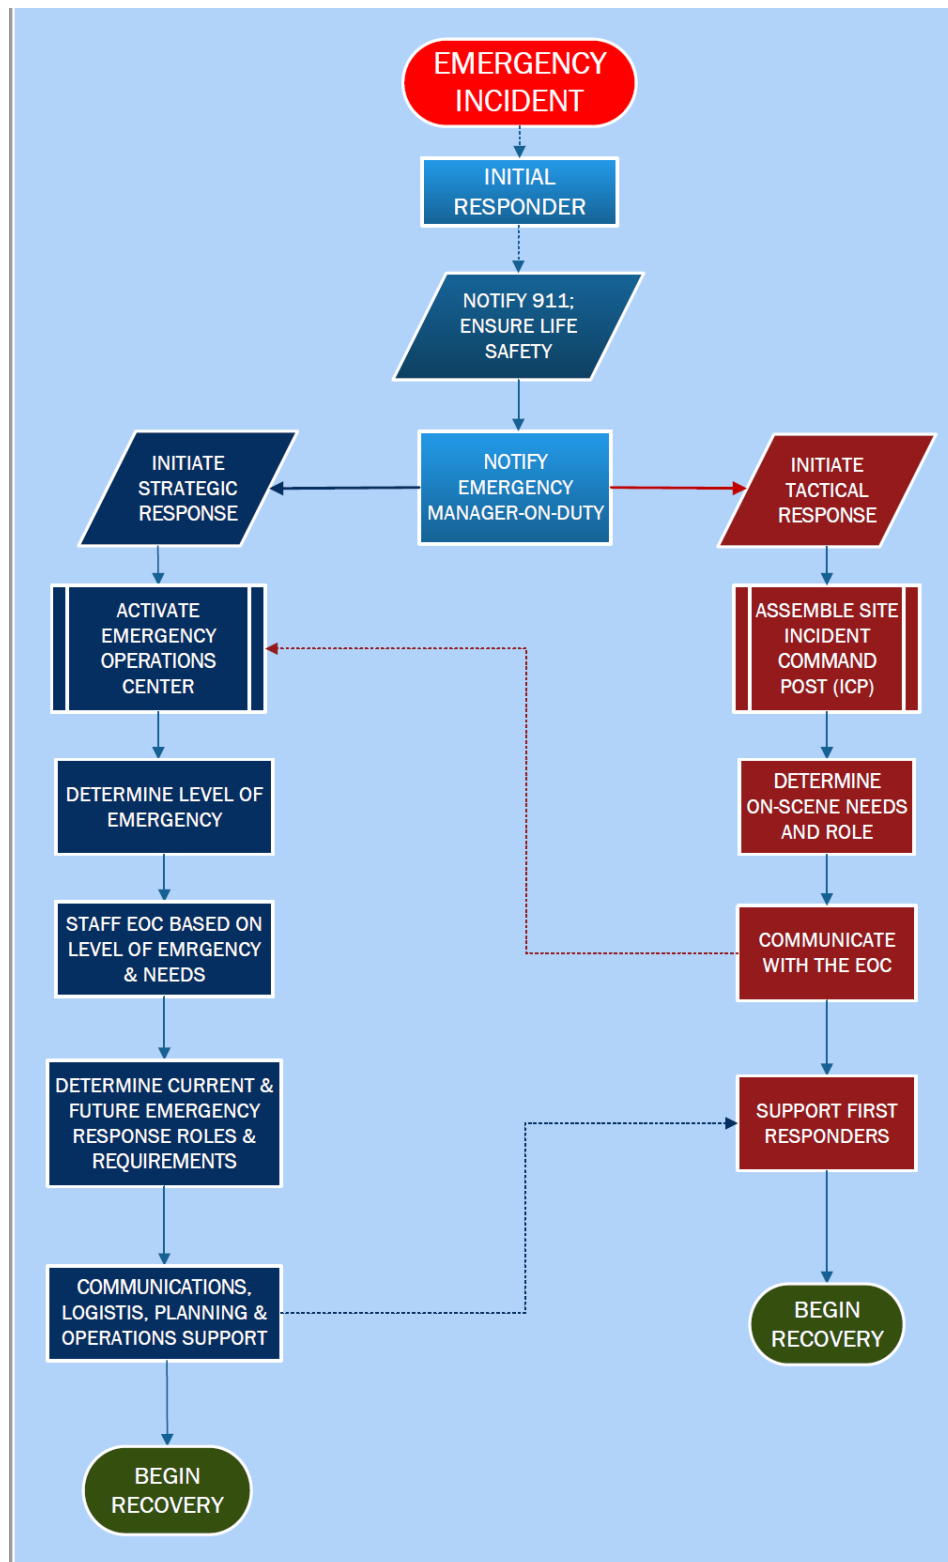 EMERGENCY
INCIDENT
INITIAL
RESPONDER
NOTIFY 911;
ENSURE LIFE
SAFETY
NOTIFY
EMERGENCY
MANAGER-ON-DUTY
INITIATE
STRATEGIC
RESPONSE
ACTIVATE
EMERGENCY
OPERATIONS
CENTER
DETERMINE LEVEL OF
EMERGENCY
STAFF EOC BASED ON
LEVEL OF EMRGENCY
& NEEDS
DETERMINE CURRENT &
FUTURE EMERGENCY
RESPONSE ROLES &
REQUIREMENTS
COMMUNICATIONS,
LOGISTIS, PLANNING &
OPERATIONS SUPPORT
BEGIN
RECOVERY
INITIATE
TACTICAL
RESPONSE
ASSEMBLE SITE
INCIDENT
COMMAND
POST (ICP)
DETERMINE
ON-SCENE NEEDS
AND ROLE
COMMUNICATE
WITH THE EOC
SUPPORT FIRST
RESPONDERS
BEGIN
RECOVERY